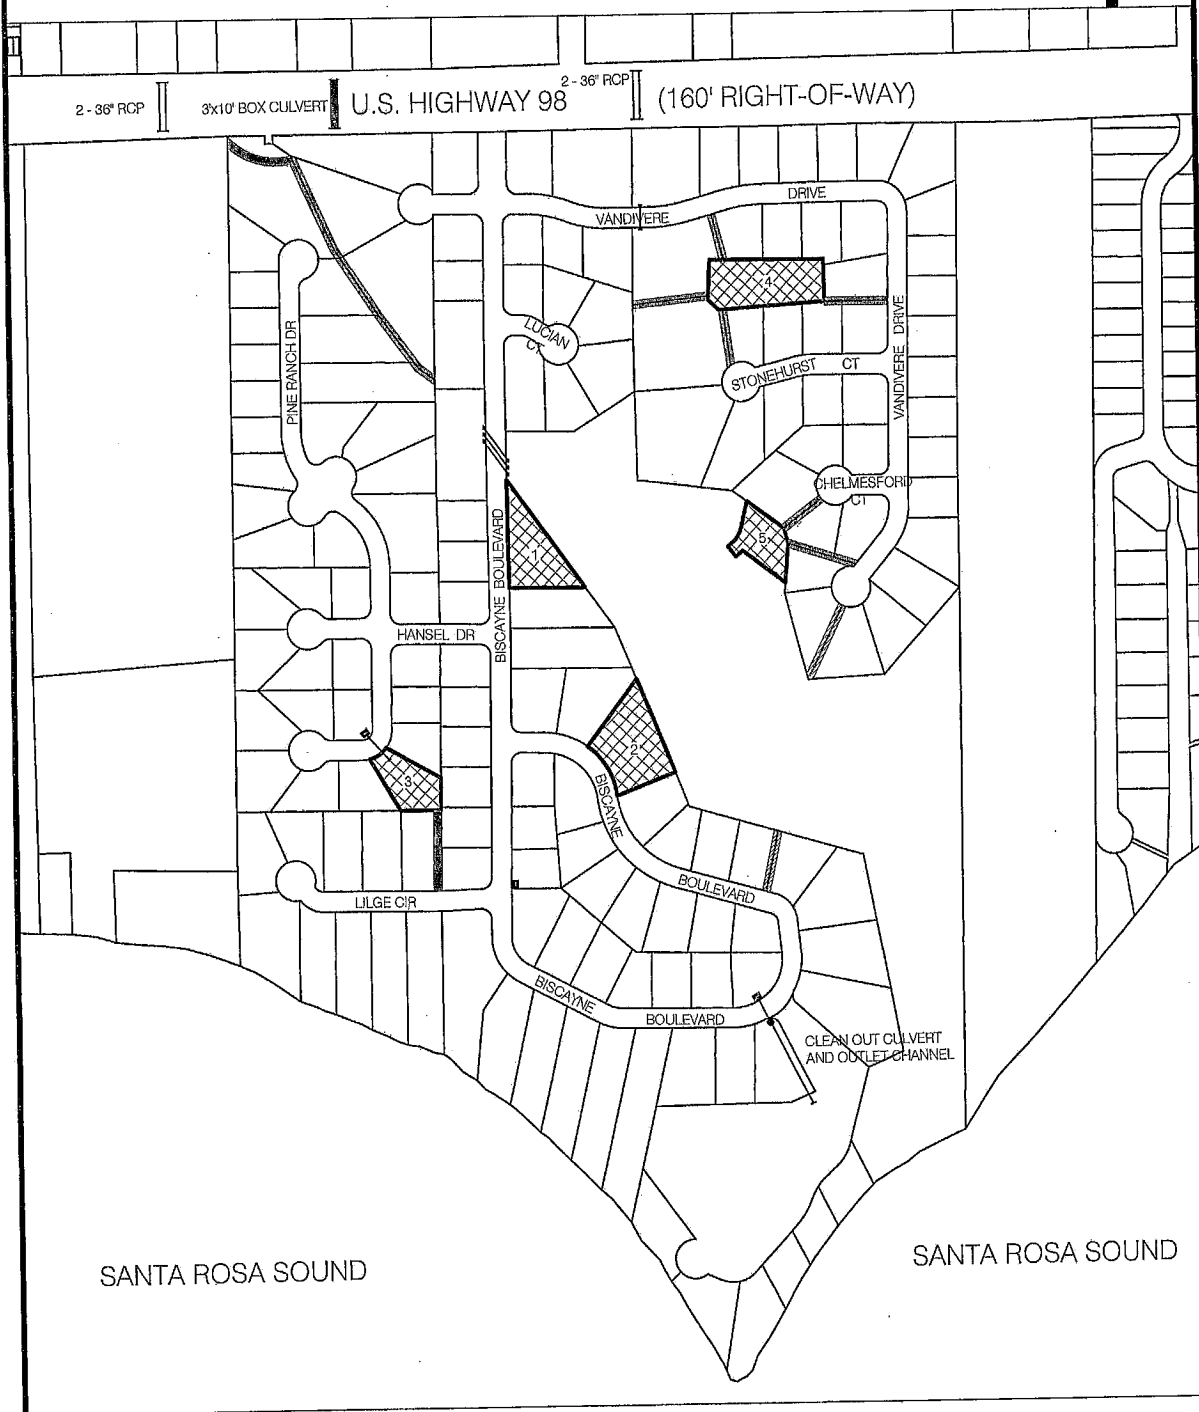 2 - 36" RCP
3'x10' BOX CULVERT
U.S. HIGHWAY 98
2 - 36" RCP
(160' RIGHT-OF-WAY)
VANDIVERE
DRIVE
4
PINE RANCH DR
LUCIAN
CT
VANDIVERE DRIVE
STONEHURST CT
CHELMESFORD
CT
5
1
BISCAYNE BOULEVARD
HANSEL DR
2
3
BISCAYNE
BOULEVARD
LILGE CIR
BISCAYNE
BOULEVARD
CLEAN OUT CULVERT
AND OUTLET CHANNEL
SANTA ROSA SOUND
SANTA ROSA SOUND